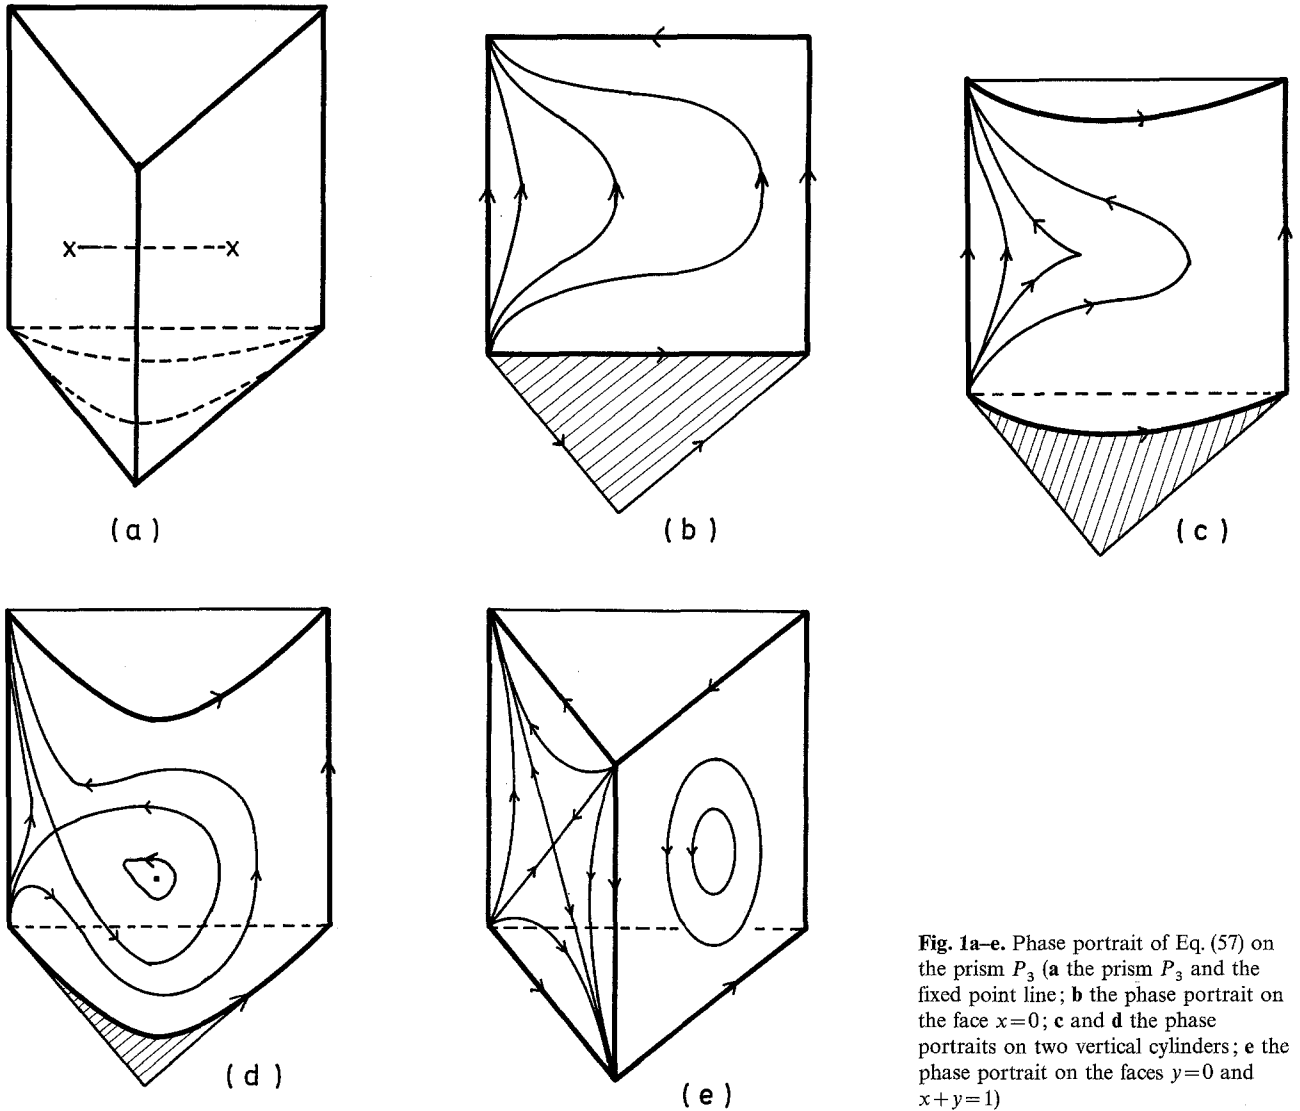 x x
(a)
(b)
(c)
(d)
(e)
Fig. 1a–e. Phase portrait of Eq. (57) on
the prism P₃ (a the prism P₃ and the
fixed point line; b the phase portrait on
the face x=0; c and d the phase
portraits on two vertical cylinders; e the
phase portrait on the faces y=0 and
x+y=1)